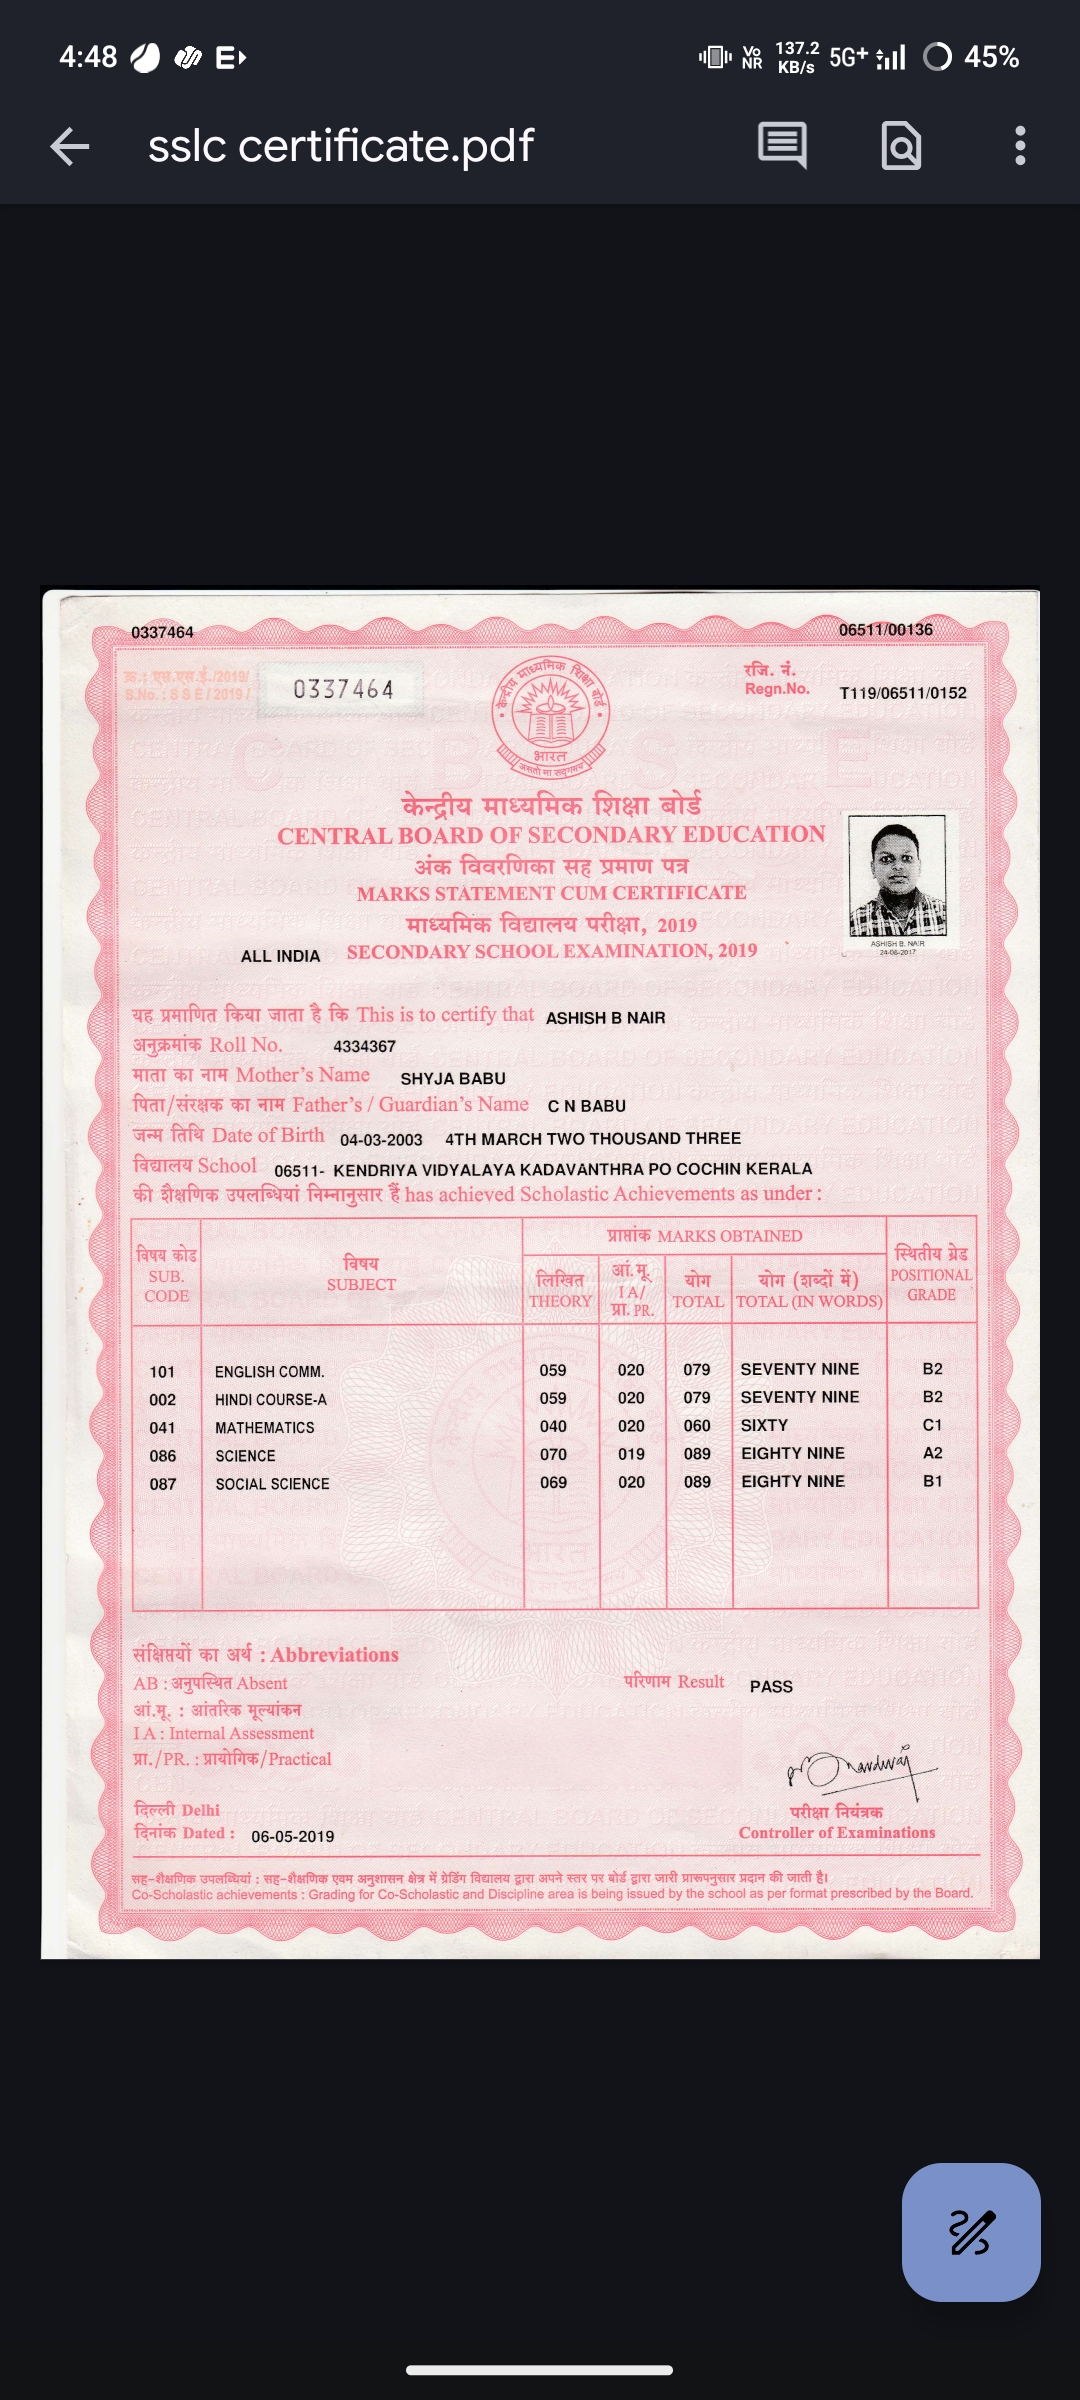 4:48
Vo NR 137.2 KB/s 5G+ 45%
sslc certificate.pdf
0337464 06511/00136
क्र.: एस.एस.ई./2019/
S.No. : S S E / 2019 / 0337464
रजि. नं.
Regn.No. T119/06511/0152
केन्द्रीय माध्यमिक शिक्षा बोर्ड
भारत
असतो मा सद्गमय
केन्द्रीय माध्यमिक शिक्षा बोर्ड
CENTRAL BOARD OF SECONDARY EDUCATION
अंक विवरणिका सह प्रमाण पत्र
MARKS STATEMENT CUM CERTIFICATE
माध्यमिक विद्यालय परीक्षा, 2019
ALL INDIA SECONDARY SCHOOL EXAMINATION, 2019
ASHISH B. NAIR
24-06-2017
यह प्रमाणित किया जाता है कि This is to certify that ASHISH B NAIR
अनुक्रमांक Roll No. 4334367
माता का नाम Mother's Name SHYJA BABU
पिता/संरक्षक का नाम Father's / Guardian's Name C N BABU
जन्म तिथि Date of Birth 04-03-2003 4TH MARCH TWO THOUSAND THREE
विद्यालय School 06511- KENDRIYA VIDYALAYA KADAVANTHRA PO COCHIN KERALA
की शैक्षणिक उपलब्धियां निम्नानुसार हैं has achieved Scholastic Achievements as under :
विषय कोड SUB. CODE
विषय SUBJECT
प्राप्तांक MARKS OBTAINED
लिखित THEORY
आं.मू. I A/ प्रा. PR.
योग TOTAL
योग (शब्दों में) TOTAL (IN WORDS)
स्थितीय ग्रेड POSITIONAL GRADE
101 ENGLISH COMM. 059 020 079 SEVENTY NINE B2
002 HINDI COURSE-A 059 020 079 SEVENTY NINE B2
041 MATHEMATICS 040 020 060 SIXTY C1
086 SCIENCE 070 019 089 EIGHTY NINE A2
087 SOCIAL SCIENCE 069 020 089 EIGHTY NINE B1
संक्षिप्तयों का अर्थ : Abbreviations
AB : अनुपस्थित Absent
परिणाम Result PASS
आं.मू. : आंतरिक मूल्यांकन
I A : Internal Assessment
प्रा./PR. : प्रायोगिक/Practical
दिल्ली Delhi
दिनांक Dated : 06-05-2019
परीक्षा नियंत्रक
Controller of Examinations
सह-शैक्षणिक उपलब्धियां : सह-शैक्षणिक एवम अनुशासन क्षेत्र में ग्रेडिंग विद्यालय द्वारा अपने स्तर पर बोर्ड द्वारा जारी प्रारूपनुसार प्रदान की जाती है।
Co-Scholastic achievements : Grading for Co-Scholastic and Discipline area is being issued by the school as per format prescribed by the Board.